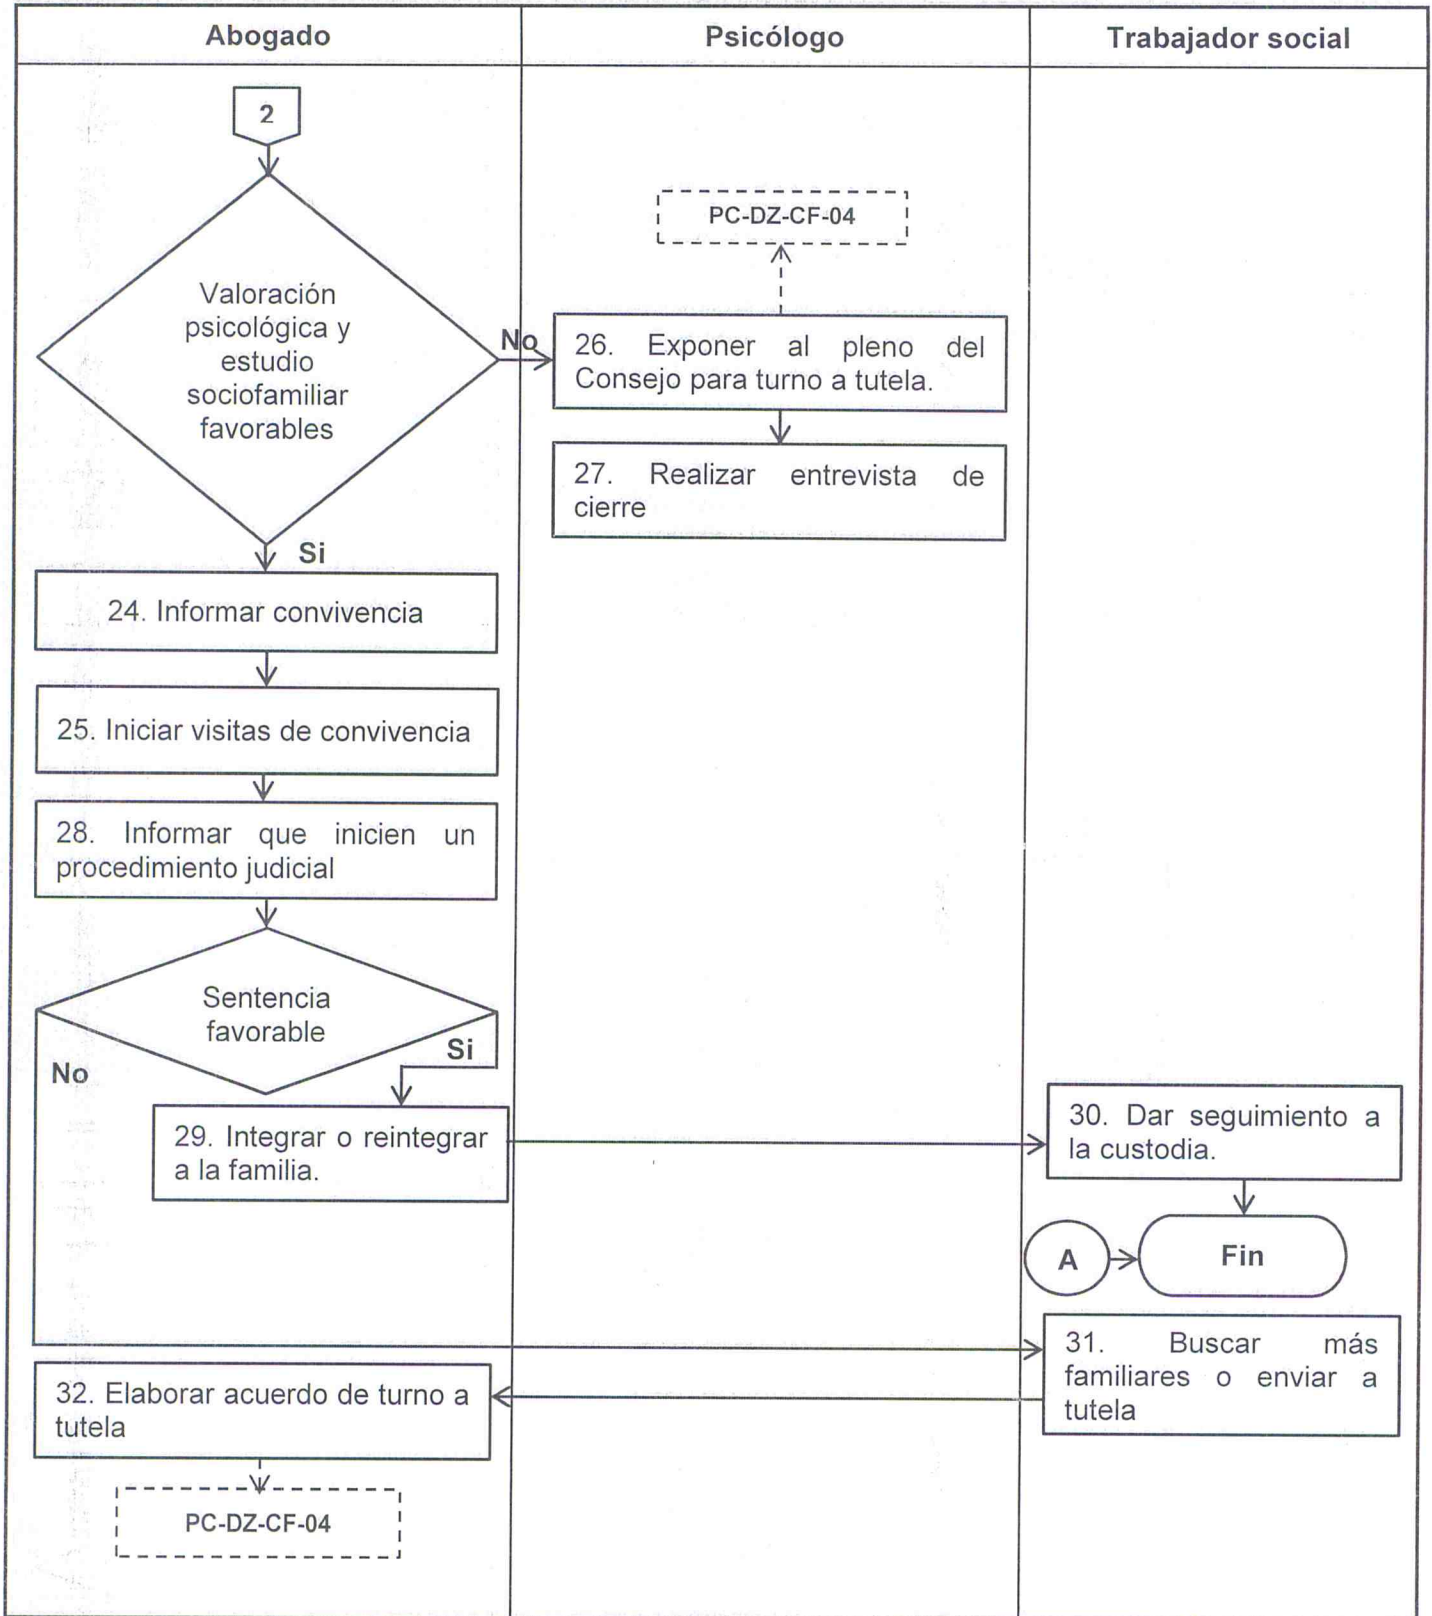 Abogado
Psicólogo
Trabajador social
2
Valoración
psicológica y
estudio
sociofamiliar
favorables
No
Si
PC-DZ-CF-04
26. Exponer al pleno del
Consejo para turno a tutela.
27. Realizar entrevista de
cierre
24. Informar convivencia
25. Iniciar visitas de convivencia
28. Informar que inicien un
procedimiento judicial
Sentencia
favorable
Si
No
29. Integrar o reintegrar
a la familia.
30. Dar seguimiento a
la custodia.
A
Fin
31. Buscar más
familiares o enviar a
tutela
32. Elaborar acuerdo de turno a
tutela
PC-DZ-CF-04